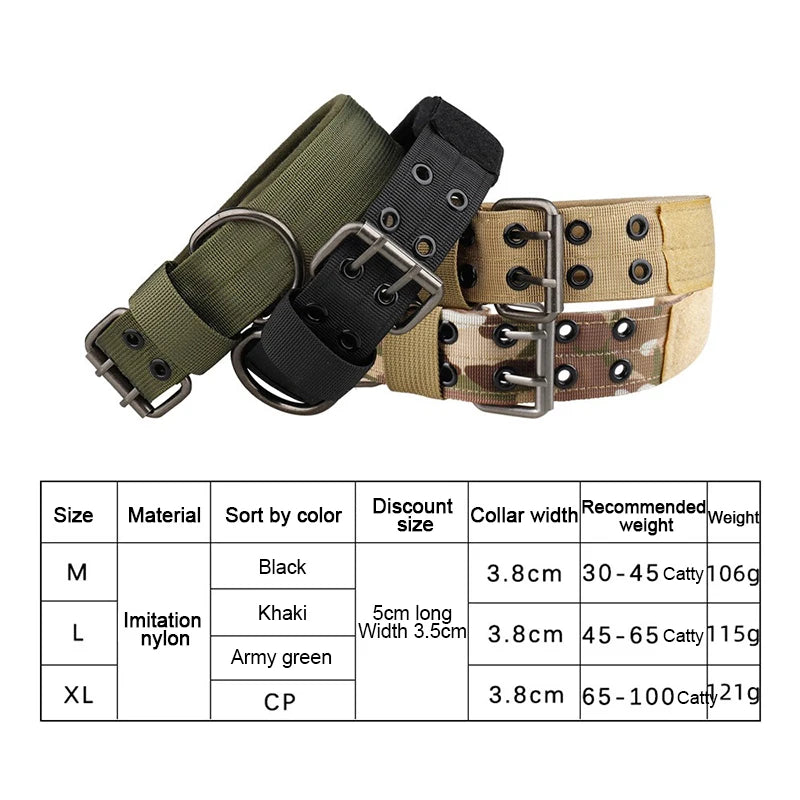 Size Material Sort by color Discount size Collar width Recommended weight Weight
M Imitation nylon Black 5cm long Width 3.5cm 3.8cm 30-45 Catty 106g
Khaki
L 3.8cm 45-65 Catty 115g
Army green
XL CP 3.8cm 65-100 Catty 121g